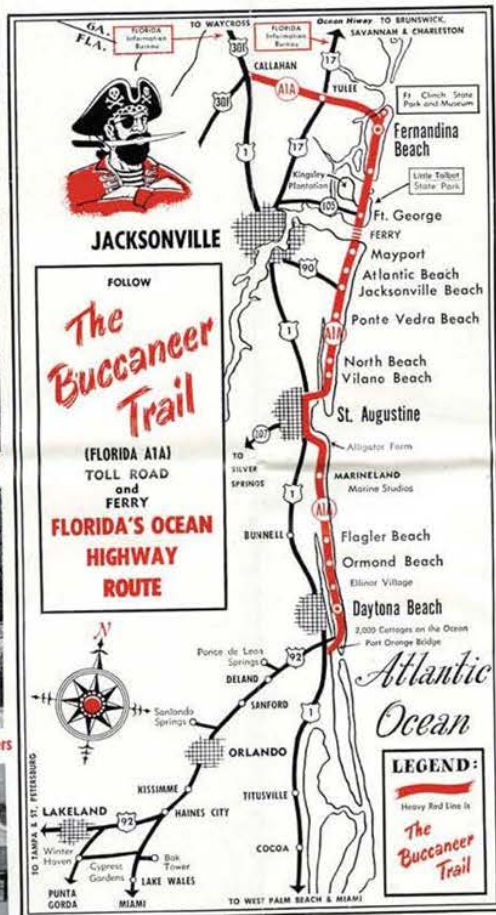 GA.
FLA.
FLORIDA
Information
Bureau
TO WAYCROSS
FLORIDA
Information
Bureau
Ocean Hiway TO BRUNSWICK,
SAVANNAH & CHARLESTON
301
17
CALLAHAN
A1A
YULEE
Ft Clinch State
Park and Museum
301
1
17
Fernandina
Beach
Kingsley
Plantation
105
Little Talbot
State Park
Ft. George
FERRY
JACKSONVILLE
Mayport
90
Atlantic Beach
Jacksonville Beach
FOLLOW
The
Buccaneer
Trail
(FLORIDA A1A)
TOLL ROAD
and
FERRY
FLORIDA'S OCEAN
HIGHWAY
ROUTE
1
A1A
Ponte Vedra Beach
North Beach
Vilano Beach
St. Augustine
207
TO
SILVER
SPRINGS
Alligator Farm
MARINELAND
Marine Studios
1
A1A
BUNNELL
Flagler Beach
Ormond Beach
Ellinor Village
Daytona Beach
2,000 Cottages on the Ocean
Port Orange Bridge
N
Ponce de Leon
Springs
92
DELAND
Atlantic
Ocean
SANFORD
1
Sanlando
Springs
ORLANDO
LEGEND:
Heavy Red Line is
The
Buccaneer
Trail
KISSIMME
TITUSVILLE
TO TAMPA & ST. PETERSBURG
LAKELAND
92
HAINES CITY
Winter
Haven
Cypress
Gardens
Bok
Tower
COCOA
LAKE WALES
PUNTA
GORDA
MIAMI
TO WEST PALM BEACH & MIAMI
ers